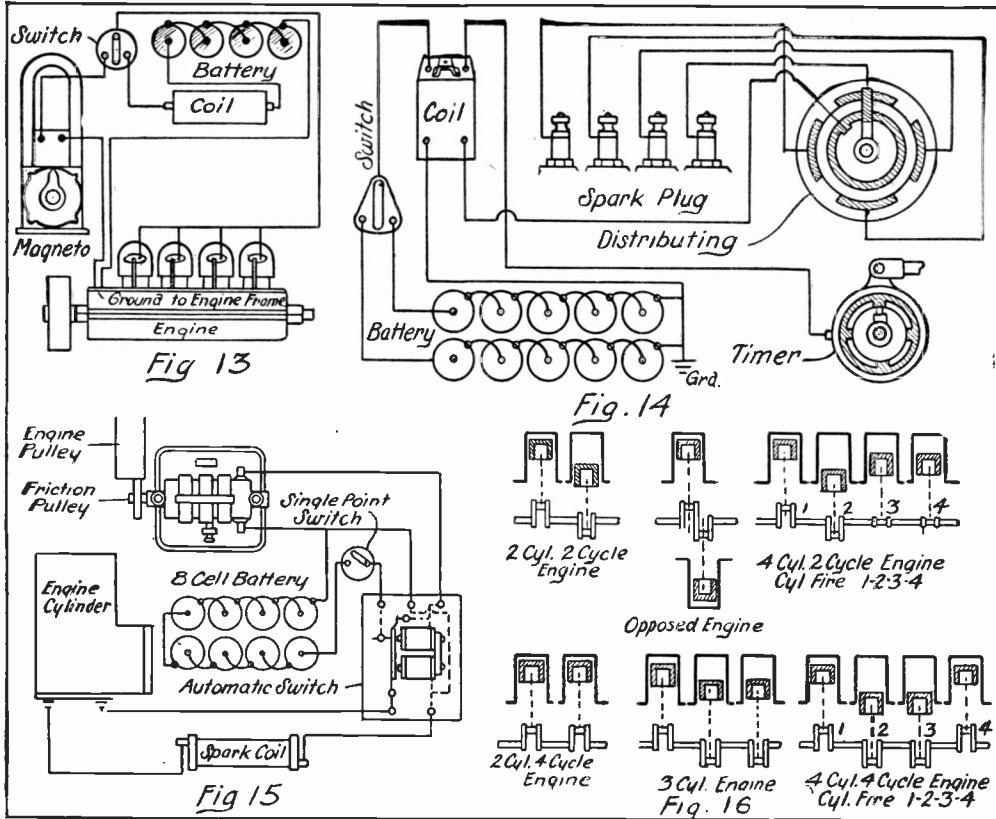 Switch
Battery
Coil
Magneto
Ground to Engine Frame
Engine
Fig 13
Switch
Coil
Spark Plug
Distributing
Battery
Grd.
Timer
Fig. 14
Engine
Pulley
Friction
Pulley
Single Point
Switch
8 Cell Battery
Engine
Cylinder
Automatic Switch
Spark Coil
Fig 15
2 Cyl. 2 Cycle
Engine
Opposed Engine
1 2 3 4
4 Cyl. 2 Cycle Engine
Cyl Fire 1-2-3-4
2 Cyl. 4 Cycle
Engine
3 Cyl. Engine
1 2 3 4
4 Cyl. 4 Cycle Engine
Cyl. Fire 1-2-3-4
Fig. 16